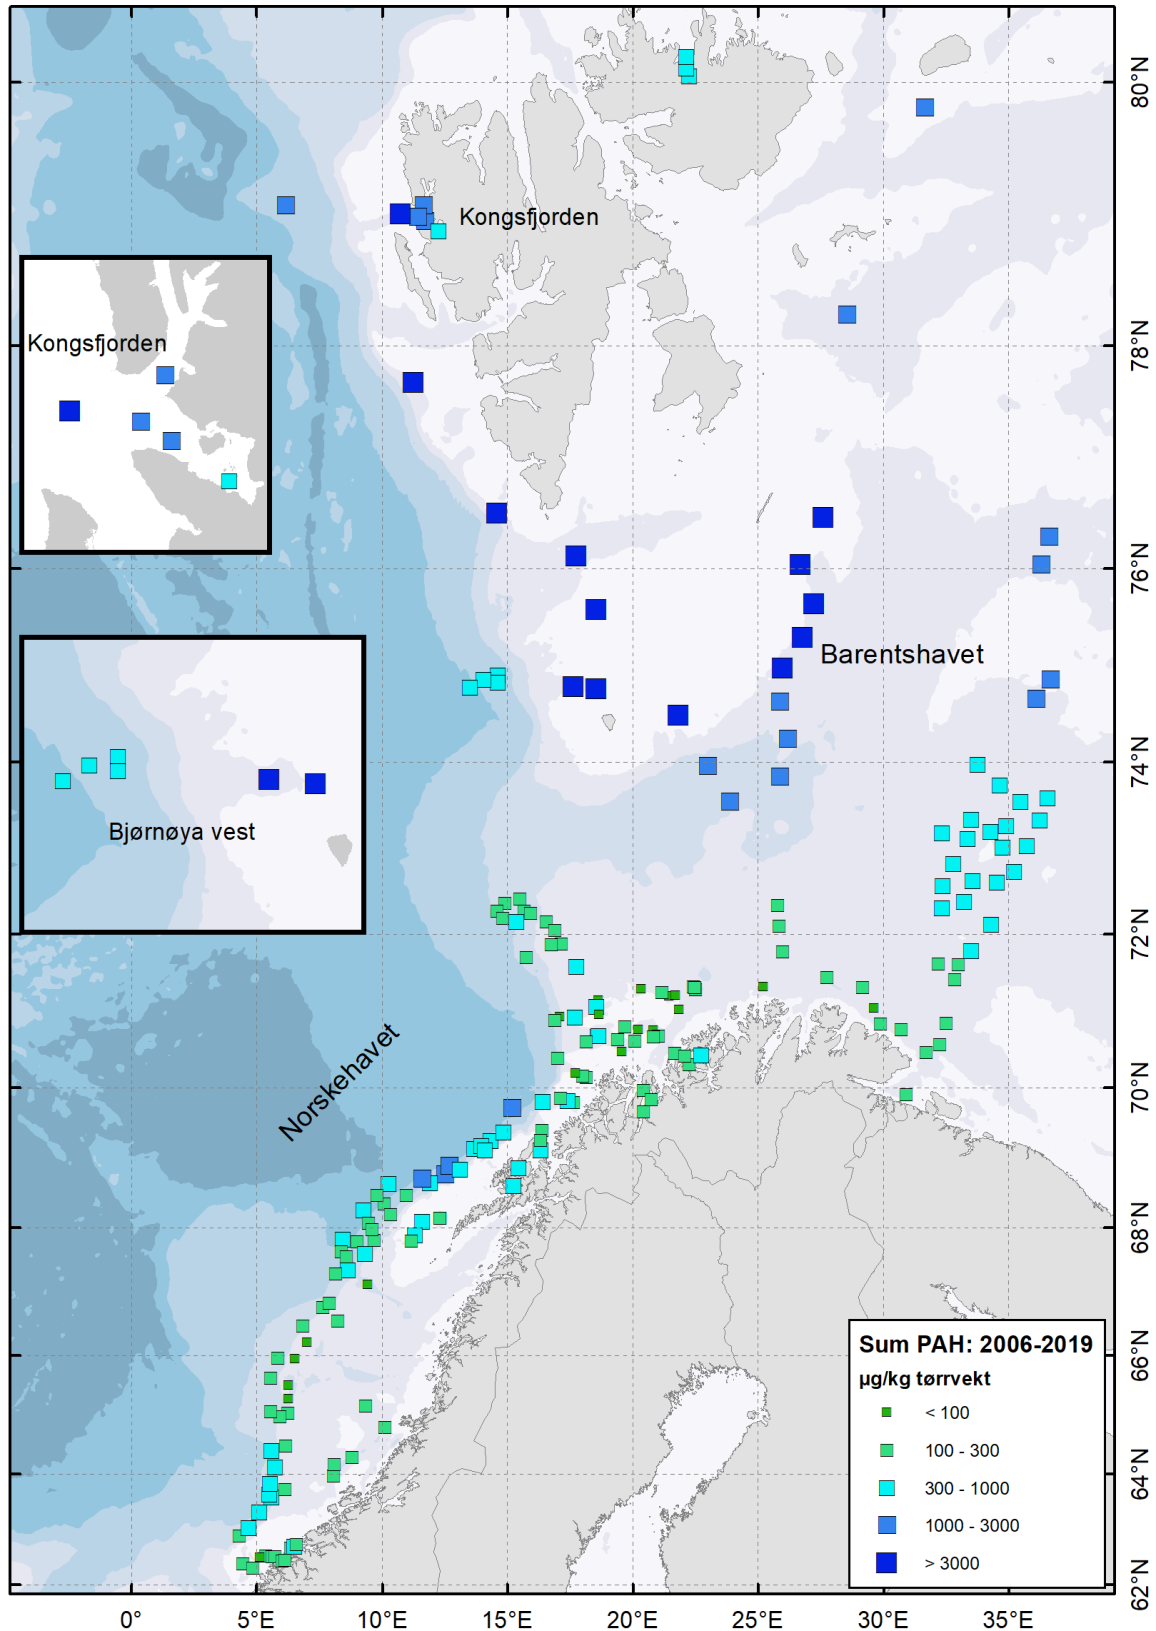 80°N
Kongsfjorden
Kongsfjorden
78°N
76°N
Barentshavet
74°N
Bjørnøya vest
72°N
Norskehavet
70°N
68°N
66°N
64°N
62°N
Sum PAH: 2006-2019
µg/kg tørrvekt
< 100
100 - 300
300 - 1000
1000 - 3000
> 3000
0° 5°E 10°E 15°E 20°E 25°E 30°E 35°E